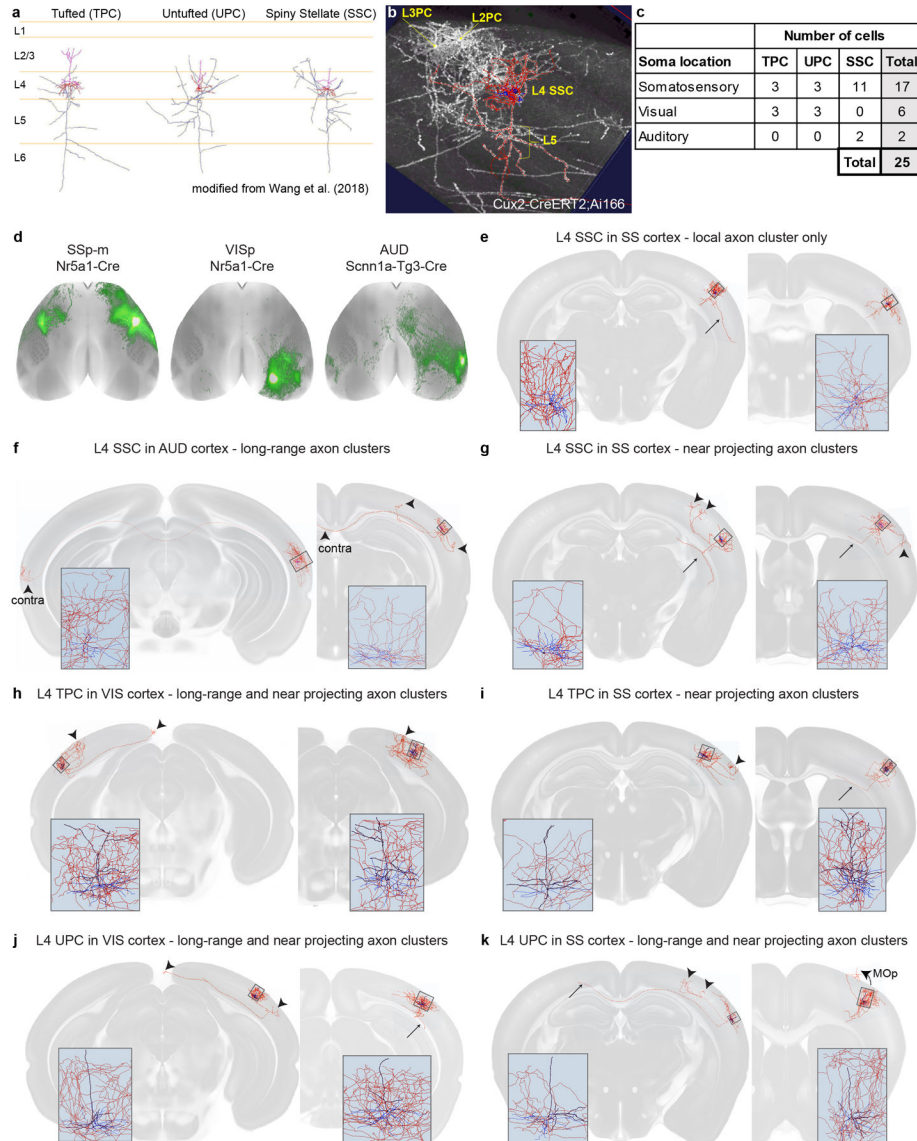 a
Tufted (TPC)
Untufted (UPC)
Spiny Stellate (SSC)
L1
L2/3
L4
L5
L6
modified from Wang et al. (2018)
b
L3PC
L2PC
L4 SSC
L5
Cux2-CreERT2;Ai166
c
Number of cells
Soma location TPC UPC SSC Total
Somatosensory 3 3 11 17
Visual 3 3 0 6
Auditory 0 0 2 2
Total 25
d
SSp-m
Nr5a1-Cre
VISp
Nr5a1-Cre
AUD
Scnn1a-Tg3-Cre
e L4 SSC in SS cortex - local axon cluster only
f L4 SSC in AUD cortex - long-range axon clusters
contra
contra
g L4 SSC in SS cortex - near projecting axon clusters
h L4 TPC in VIS cortex - long-range and near projecting axon clusters
i L4 TPC in SS cortex - near projecting axon clusters
j L4 UPC in VIS cortex - long-range and near projecting axon clusters
k L4 UPC in SS cortex - long-range and near projecting axon clusters
MOp